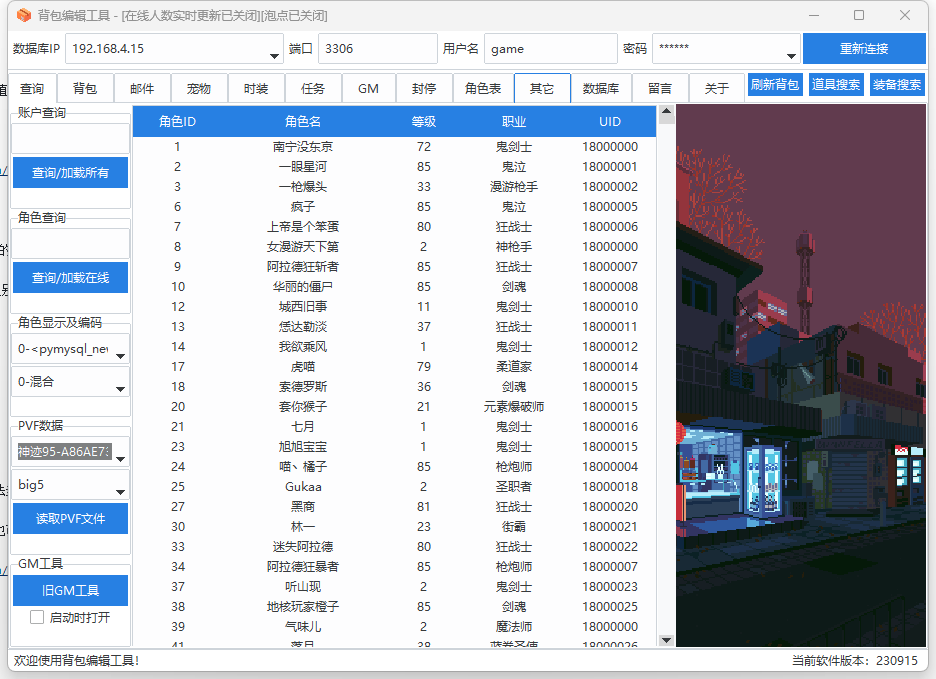 背包编辑工具 - [在线人数实时更新已关闭][泡点已关闭]
数据库IP 192.168.4.15 端口 3306 用户名 game 密码 ****** 重新连接
查询 背包 邮件 宠物 时装 任务 GM 封停 角色表 其它 数据库 留言 关于 刷新背包 道具搜索 装备搜索
账户查询
查询/加载所有
角色查询
查询/加载在线
角色显示及编码
0-<pymysql_ne
0-混合
PVF数据
神迹95-A86AE7
big5
读取PVF文件
GM工具
旧GM工具
启动时打开
角色ID 角色名 等级 职业 UID
1 南宁没东京 72 鬼剑士 18000000
2 一眼星河 85 鬼泣 18000001
3 一枪爆头 33 漫游枪手 18000002
6 疯子 85 鬼泣 18000005
7 上帝是个笨蛋 80 狂战士 18000006
8 女漫游天下第 2 神枪手 18000000
9 阿拉德狂斩者 85 狂战士 18000007
10 华丽的僵尸 85 剑魂 18000008
12 城西旧事 11 鬼剑士 18000010
13 恁达勒淡 37 狂战士 18000011
14 我欲乘风 1 鬼剑士 18000012
17 虎喵 79 柔道家 18000014
18 索德罗斯 36 剑魂 18000015
20 套你猴子 21 元素爆破师 18000015
21 七月 1 鬼剑士 18000016
23 旭旭宝宝 1 鬼剑士 18000015
24 喵丶橘子 85 枪炮师 18000004
25 Gukaa 2 圣职者 18000018
27 黑商 81 狂战士 18000020
30 林一 23 街霸 18000021
33 迷失阿拉德 80 狂战士 18000022
34 阿拉德狂暴者 85 枪炮师 18000007
37 听山现 2 鬼剑士 18000023
38 地核玩家橙子 85 剑魂 18000025
39 气味儿 2 魔法师 18000000
欢迎使用背包编辑工具! 当前软件版本：230915